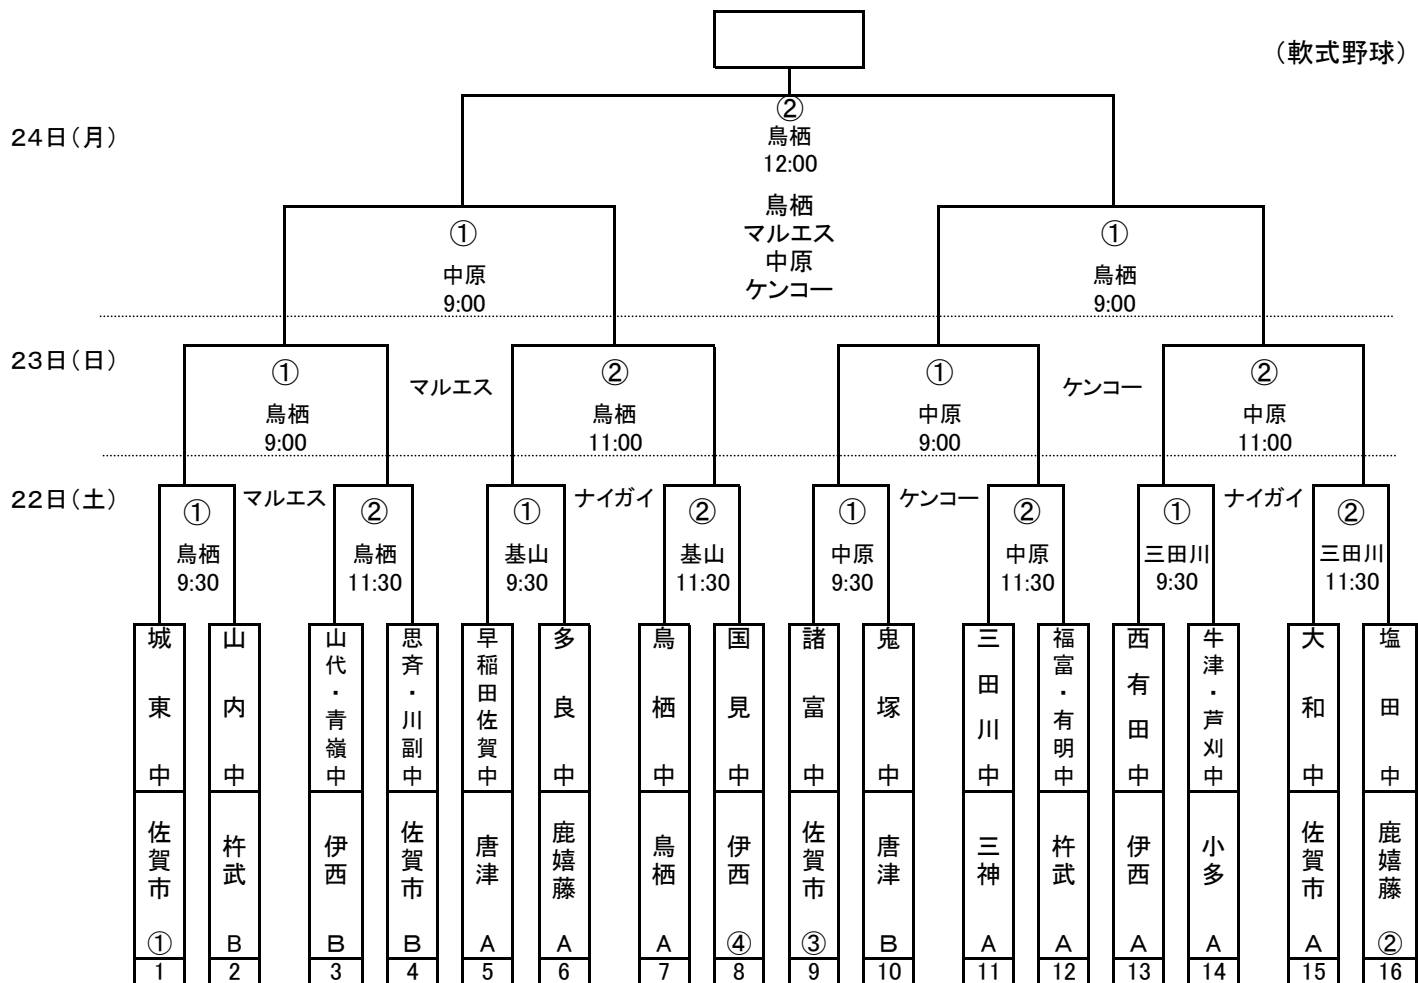 （軟式野球）
②
24日（月）
鳥栖
12:00
鳥栖
マルエス
中原
ケンコー
①
中原
9:00
①
鳥栖
9:00
23日（日）
①
鳥栖
9:00
マルエス
②
鳥栖
11:00
①
中原
9:00
ケンコー
②
中原
11:00
22日（土）
①
鳥栖
9:30
マルエス
②
鳥栖
11:30
①
基山
9:30
ナイガイ
②
基山
11:30
①
中原
9:30
ケンコー
②
中原
11:30
①
三田川
9:30
ナイガイ
②
三田川
11:30
城東中
佐賀市
①
1
山内中
杵武
B
2
山代・青嶺中
伊西
B
3
思斉・川副中
佐賀市
B
4
早稲田佐賀中
唐津
A
5
多良中
鹿嬉藤
A
6
鳥栖中
鳥栖
A
7
国見中
伊西
④
8
諸富中
佐賀市
③
9
鬼塚中
唐津
B
10
三田川中
三神
A
11
福富・有明中
杵武
A
12
西有田中
伊西
A
13
牛津・芦刈中
小多
A
14
大和中
佐賀市
A
15
塩田中
鹿嬉藤
②
16